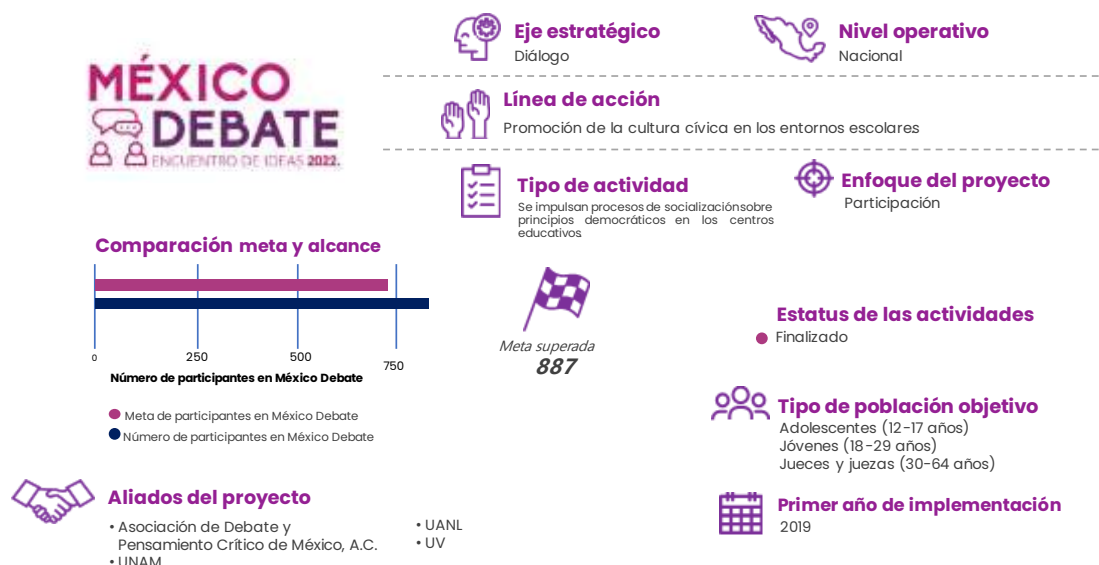 MÉXICO
DEBATE
ENCUENTRO DE IDEAS 2022.
Eje estratégico
Diálogo
Nivel operativo
Nacional
Línea de acción
Promoción de la cultura cívica en los entornos escolares
Tipo de actividad
Se impulsan procesos de socialización sobre
principios democráticos en los centros
educativos.
Enfoque del proyecto
Participación
Comparación meta y alcance
0
250
500
750
Número de participantes en México Debate
Meta de participantes en México Debate
Número de participantes en México Debate
Meta superada
887
Estatus de las actividades
Finalizado
Tipo de población objetivo
Adolescentes (12-17 años)
Jóvenes (18-29 años)
Jueces y juezas (30-64 años)
Aliados del proyecto
• Asociación de Debate y
Pensamiento Crítico de México, A.C.
• UNAM
• UANL
• UV
Primer año de implementación
2019